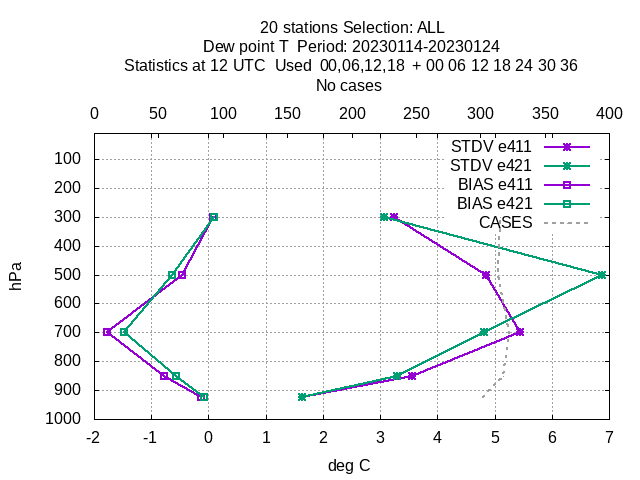 20 stations Selection: ALL
Dew point T  Period: 20230114-20230124
Statistics at 12 UTC  Used  00,06,12,18  + 00 06 12 18 24 30 36
No cases
0 50 100 150 200 250 300 350 400
STDV e411
STDV e421
BIAS e411
BIAS e421
CASES
100
200
300
400
500
600
700
800
900
1000
hPa
-2 -1 0 1 2 3 4 5 6 7
deg C